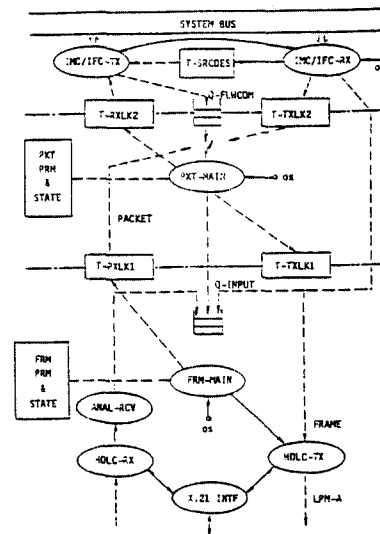 SYSTEM BUS
IMC/IFC-TX
T-SRCDES
IMC/IFC-RX
OS
Q-FLWCOM
T-RXLK2
T-TXLK2
PKT
PRM
&
STATE
PKT-MAIN
OS
PACKET
T-RXLK1
T-TXLK1
Q-INPUT
FRM
PRM
&
STATE
FRM-MAIN
ANAL-RCV
OS
FRAME
HDLC-RX
HDLC-TX
X.21 INTF
LPM-A